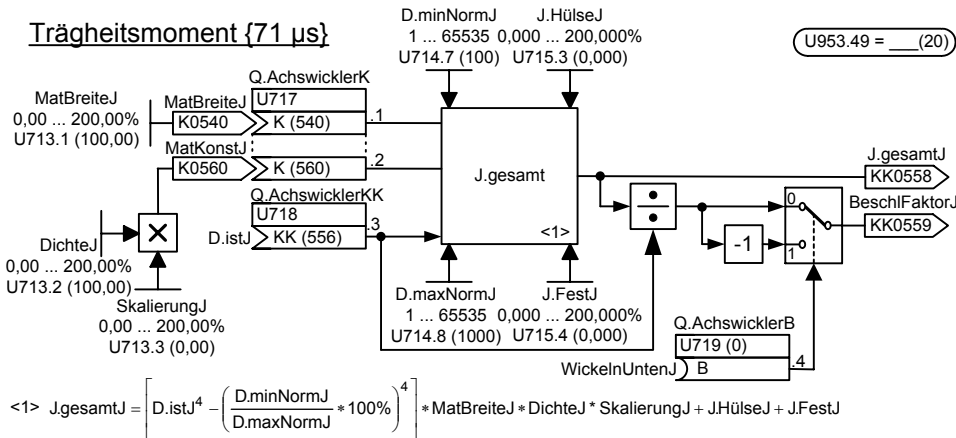 Trägheitsmoment {71 µs}
D.minNormJ
1 ... 65535
U714.7 (100)
J.HülseJ
0,000 ... 200,000%
U715.3 (0,000)
U953.49 = ___(20)
MatBreiteJ
0,00 ... 200,00%
U713.1 (100,00)
MatBreiteJ
K0540
Q.AchswicklerK
U717
K (540)
.1
MatKonstJ
K0560
K (560)
.2
Q.AchswicklerKK
U718
D.istJ
KK (556)
.3
J.gesamt
<1>
J.gesamtJ
KK0558
BeschlFaktorJ
KK0559
0
1
-1
DichteJ
0,00 ... 200,00%
U713.2 (100,00)
SkalierungJ
0,00 ... 200,00%
U713.3 (0,00)
D.maxNormJ
1 ... 65535
U714.8 (1000)
J.FestJ
0,000 ... 200,000%
U715.4 (0,000)
Q.AchswicklerB
U719 (0)
WickelnUntenJ
B
.4
<1> J.gesamtJ = [D.istJ⁴ − (D.minNormJ / D.maxNormJ * 100%)⁴] * MatBreiteJ * DichteJ * SkalierungJ + J.HülseJ + J.FestJ